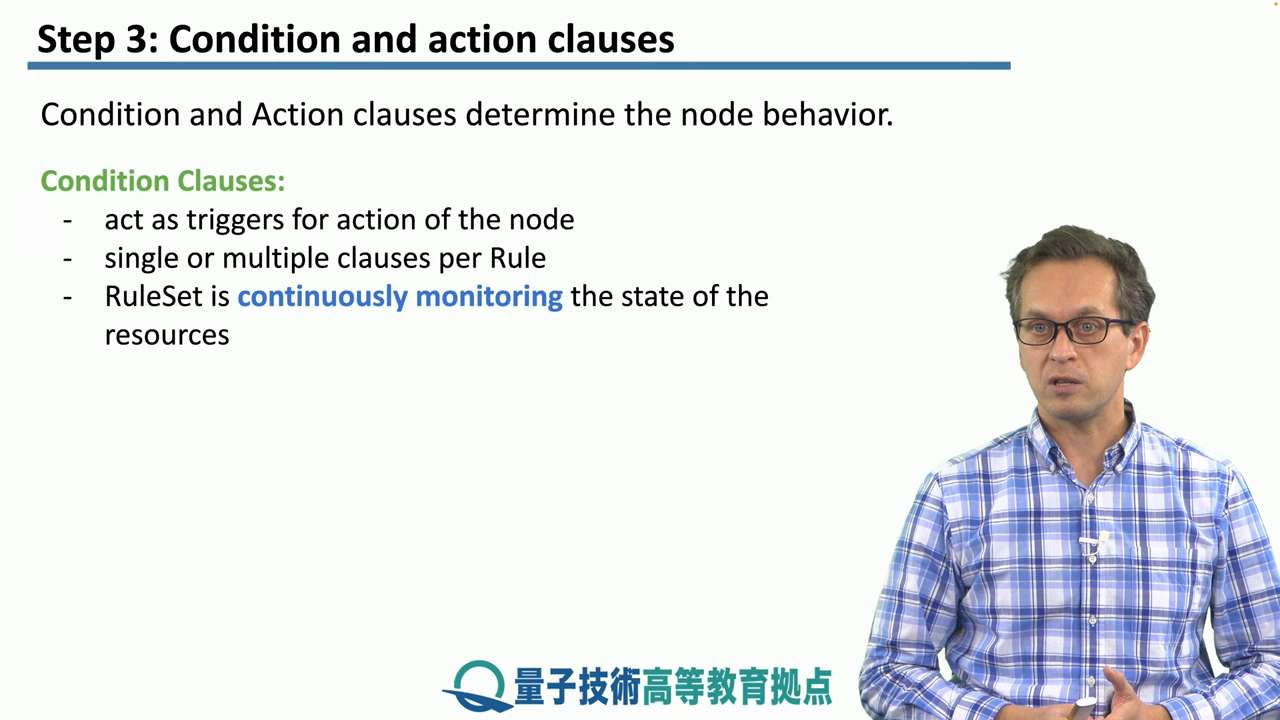 Step 3: Condition and action clauses
Condition and Action clauses determine the node behavior.
Condition Clauses:
- act as triggers for action of the node
- single or multiple clauses per Rule
- RuleSet is continuously monitoring the state of the
resources
量子技術高等教育拠点